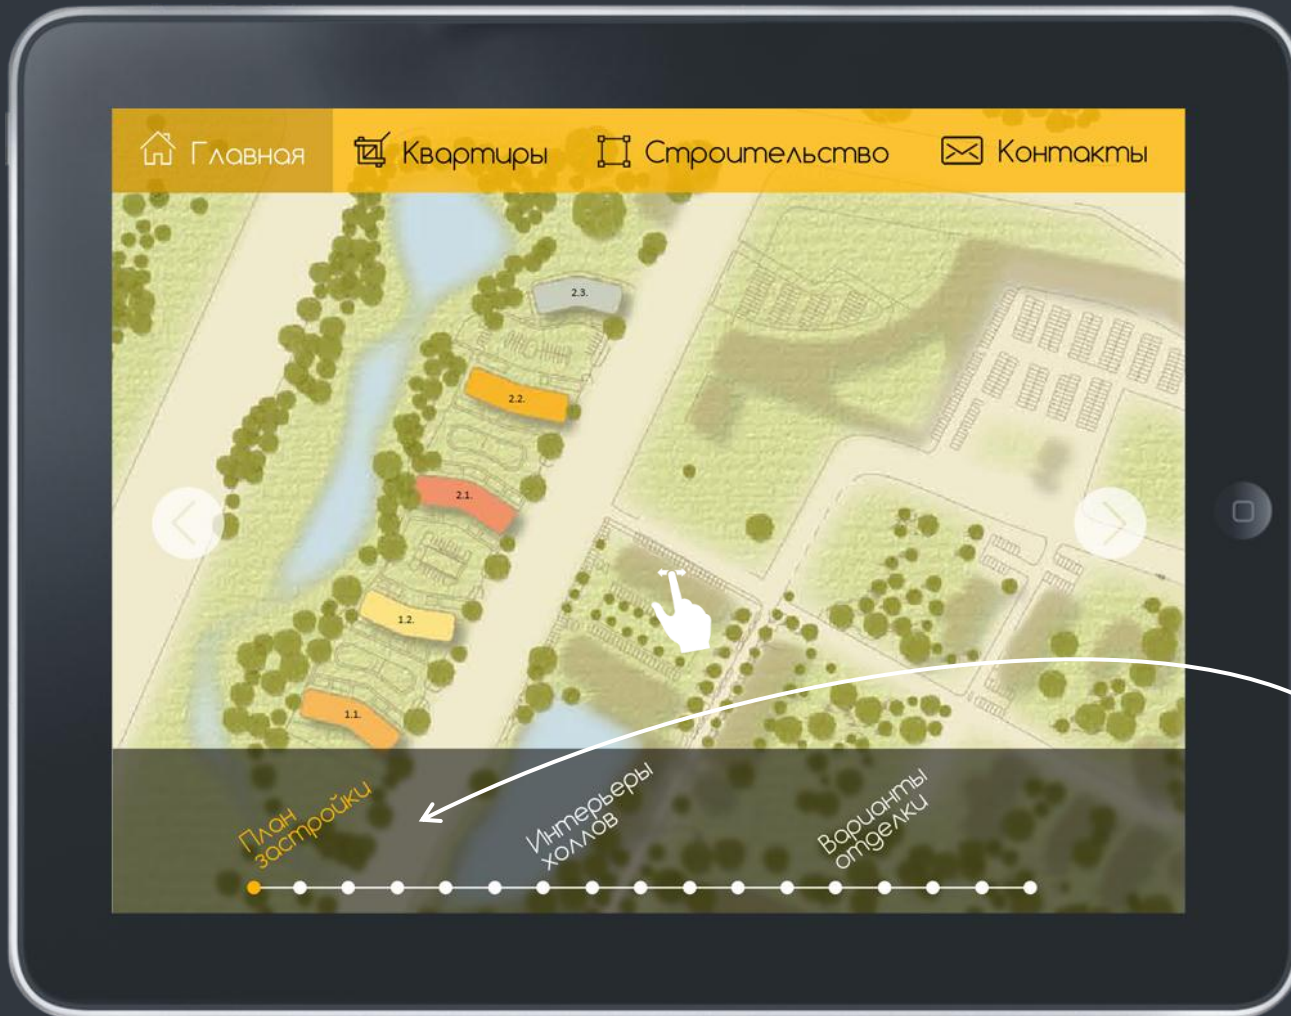 Главная
Квартиры
Строительство
Контакты
2.3.
2.2.
2.1.
1.2.
1.1.
План
застройки
Интерьеры
холлов
Варианты
отделки